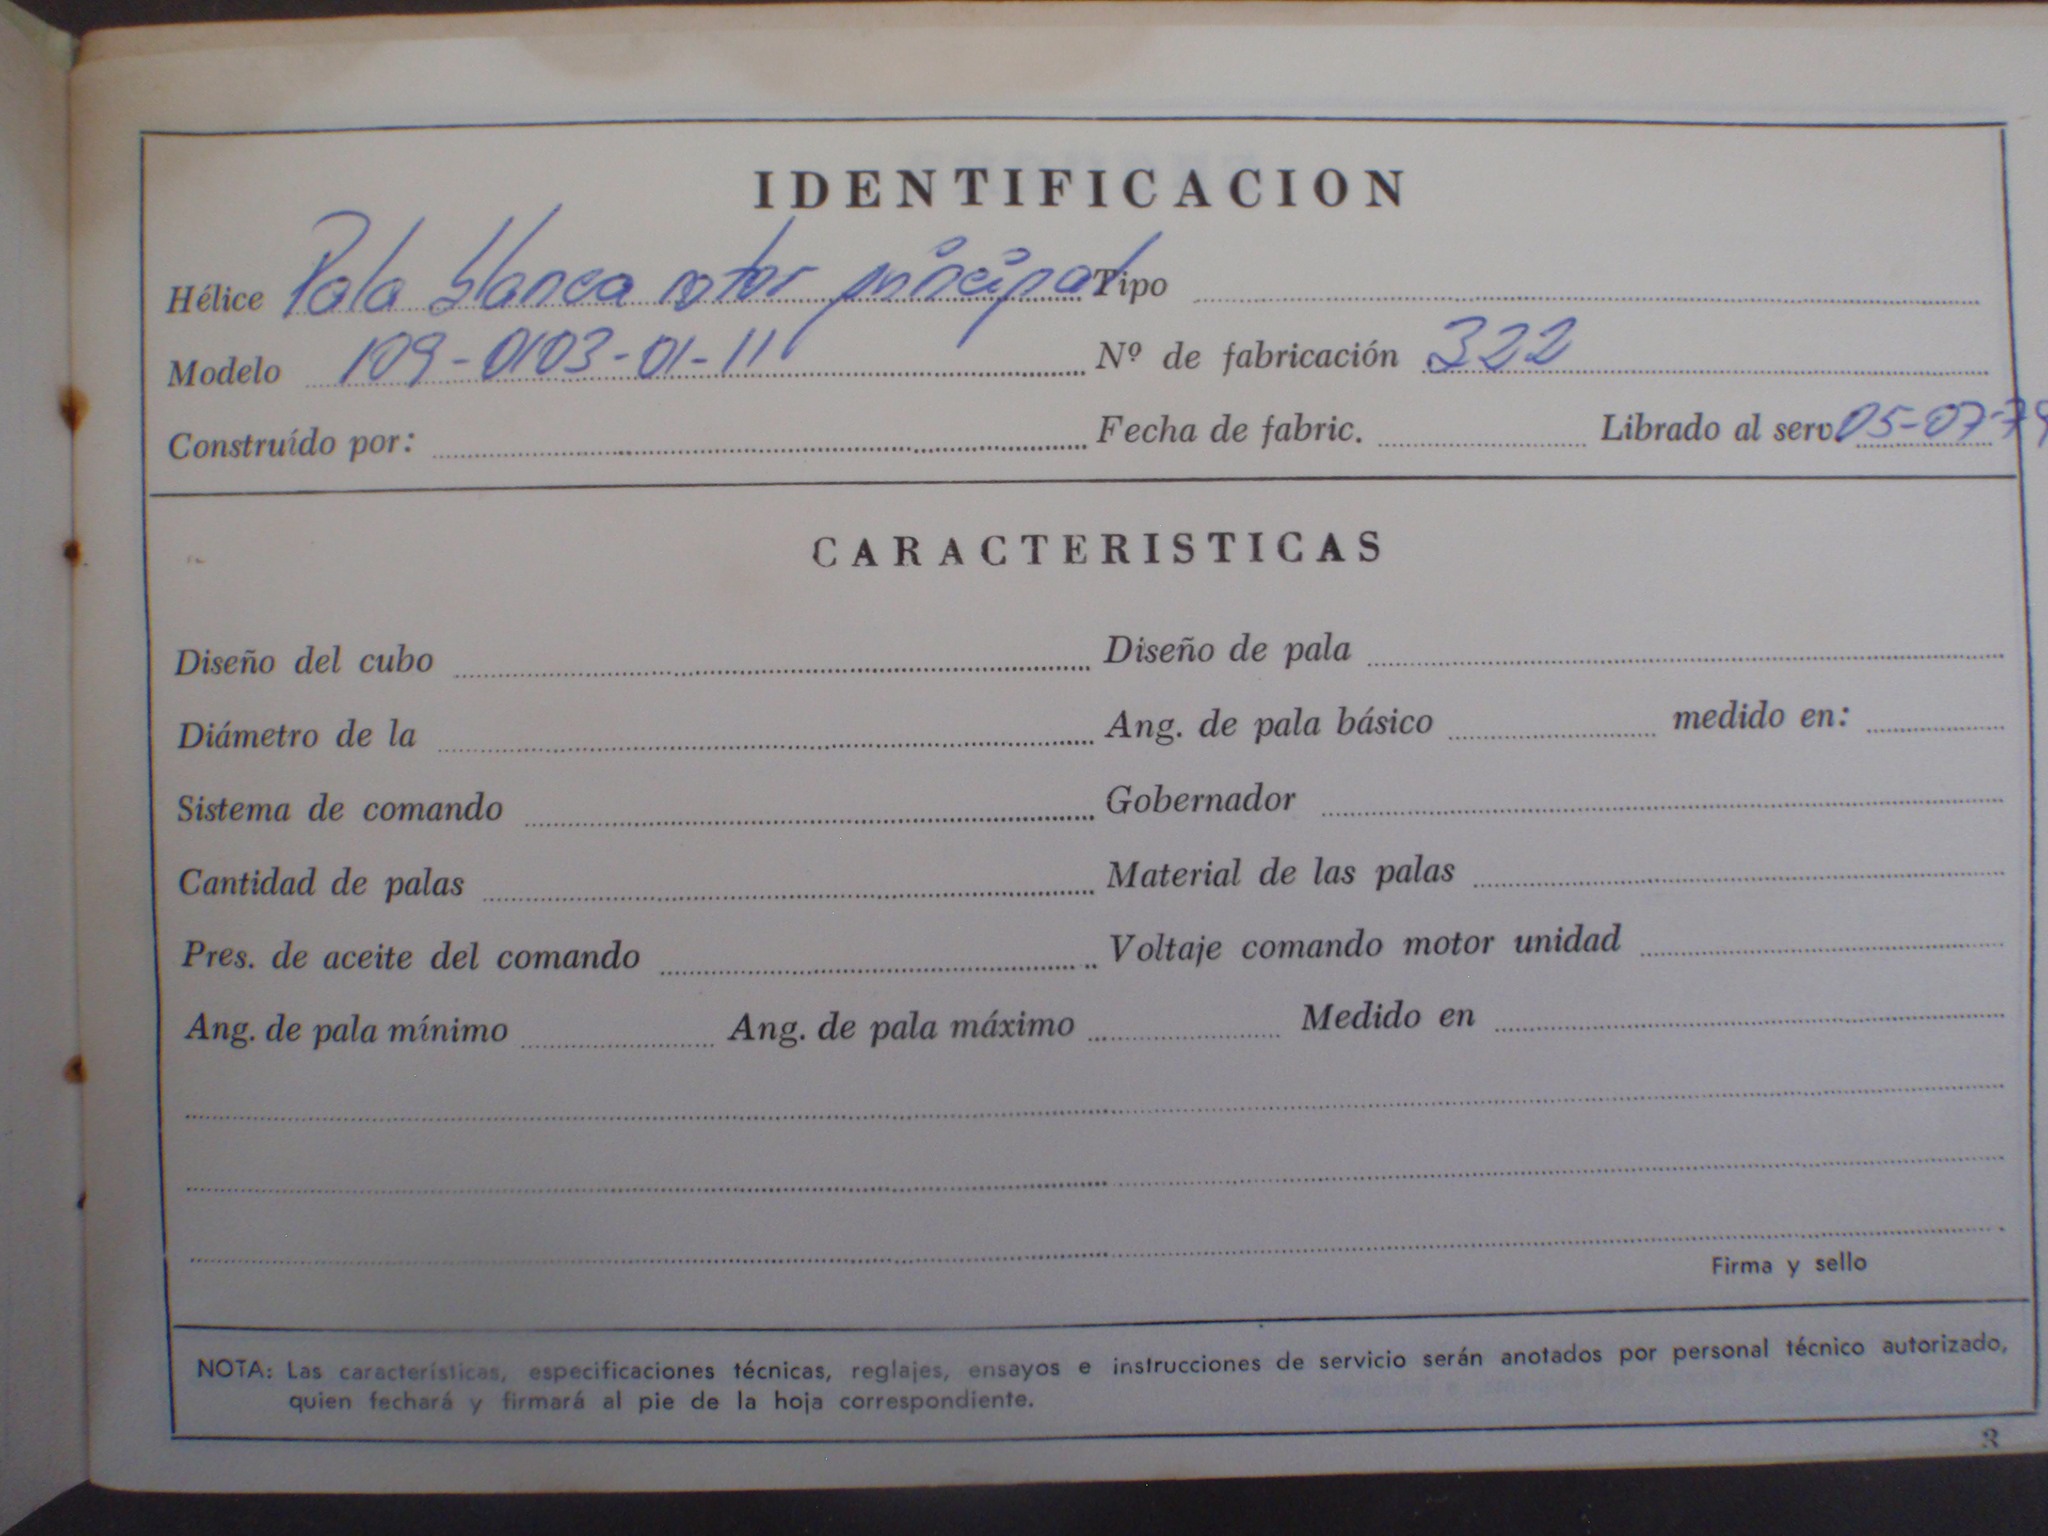 IDENTIFICACION
Hélice Pala blanca rotor principal Tipo
Modelo 109-0103-01-11 Nº de fabricación 322
Construído por: Fecha de fabric. Librado al serv. 05-07-79
CARACTERISTICAS
Diseño del cubo Diseño de pala
Diámetro de la Ang. de pala básico medido en:
Sistema de comando Gobernador
Cantidad de palas Material de las palas
Pres. de aceite del comando Voltaje comando motor unidad
Ang. de pala mínimo Ang. de pala máximo Medido en
Firma y sello
NOTA: Las características, especificaciones técnicas, reglajes, ensayos e instrucciones de servicio serán anotados por personal técnico autorizado,
quien fechará y firmará al pie de la hoja correspondiente.
3